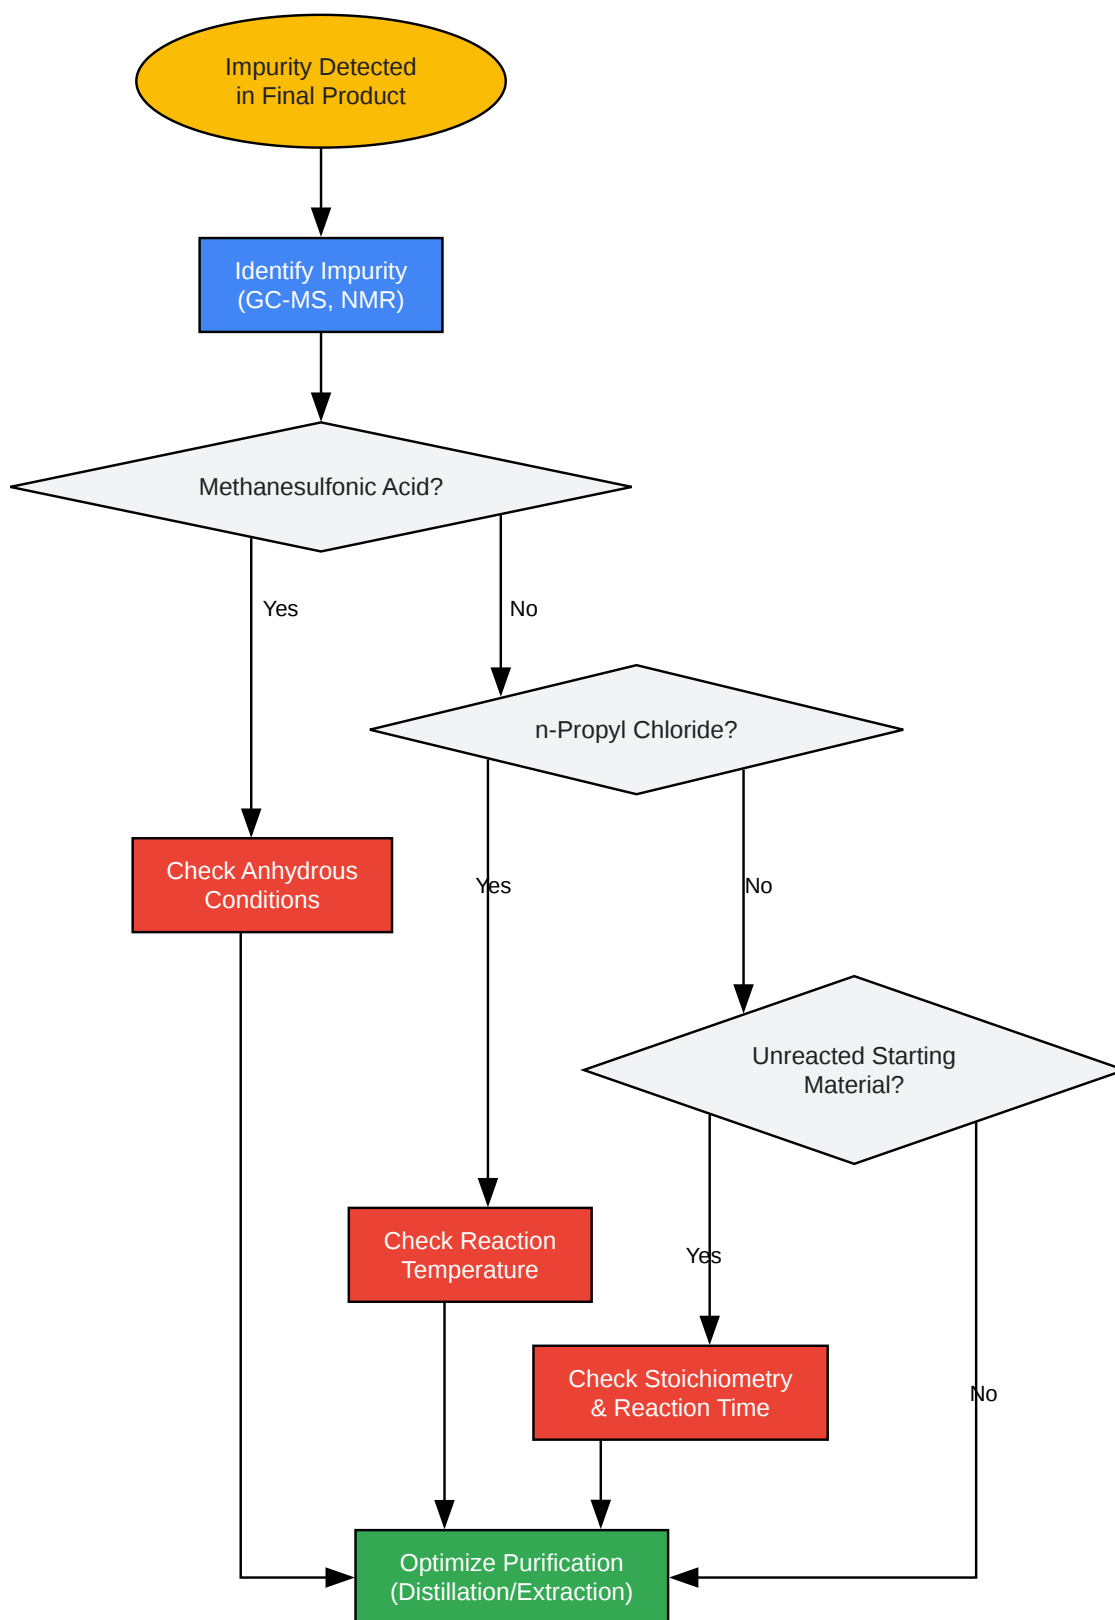 Impurity Detected
in Final Product
Identify Impurity
(GC-MS, NMR)
Methanesulfonic Acid?
Yes
No
n-Propyl Chloride?
Check Anhydrous
Conditions
Yes
No
Unreacted Starting
Material?
Check Reaction
Temperature
Yes
Check Stoichiometry
& Reaction Time
No
Optimize Purification
(Distillation/Extraction)